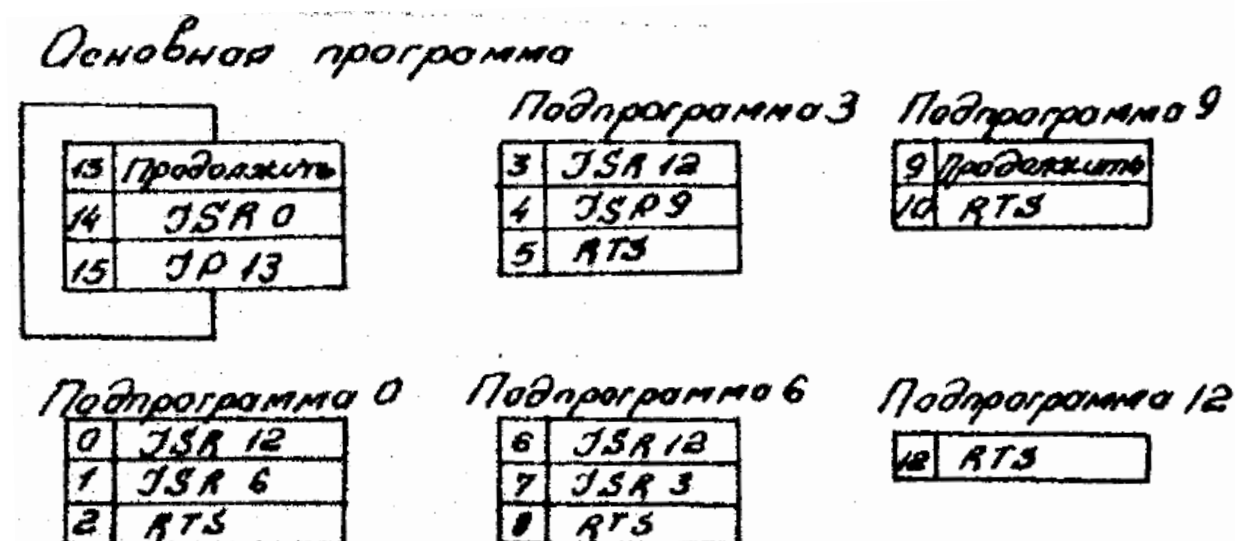 Основная программа
Подпрограмма 3
Подпрограмма 9
13 Продолжить
14 JSR 0
15 JP 13
3 JSR 12
4 JSR 9
5 RTS
9 Продолжить
10 RTS
Подпрограмма 0
Подпрограмма 6
Подпрограмма 12
0 JSR 12
1 JSR 6
2 RTS
6 JSR 12
7 JSR 3
8 RTS
12 RTS